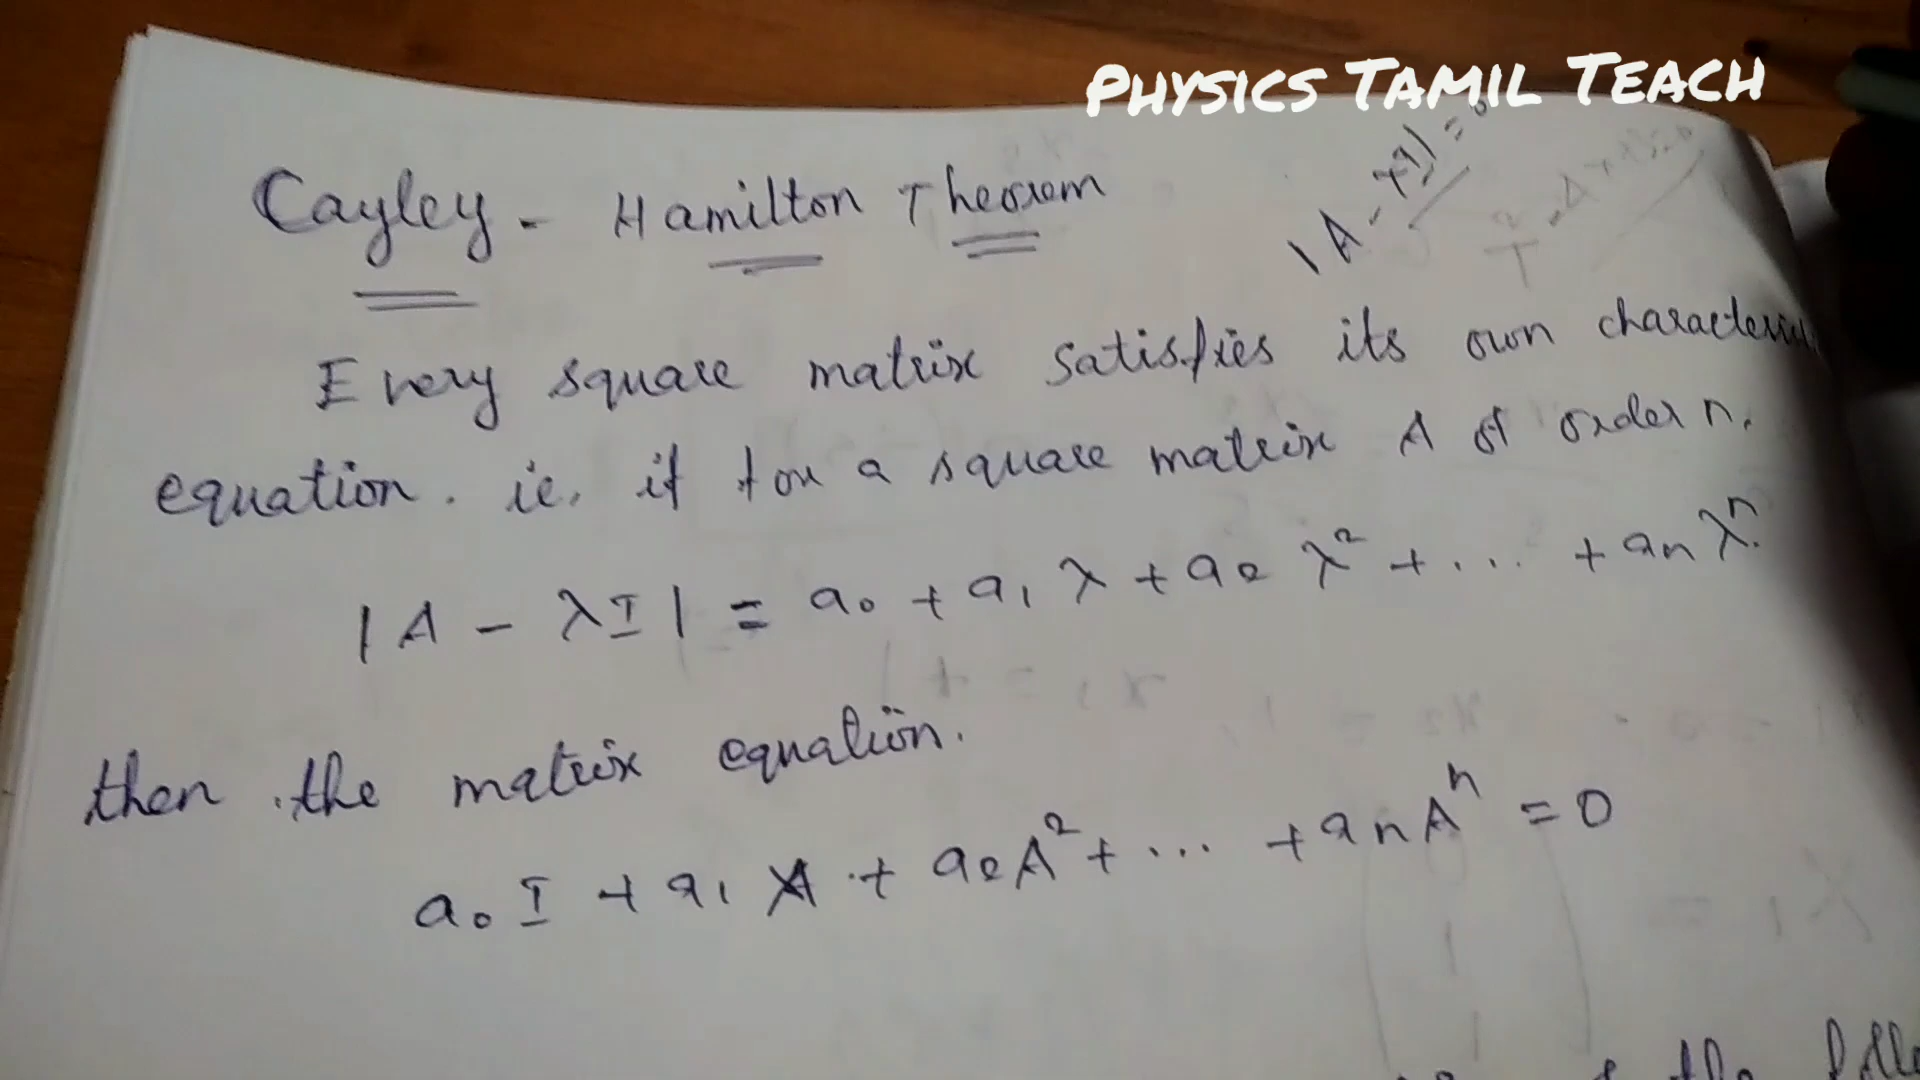 Physics Tamil Teach
Cayley - Hamilton Theorem
|A - λI| = 0
Every square matrix satisfies its own
equation. ie. if for a square matrix A of order n.
|A - λI| = a₀ + a₁ λ + a₂ λ² + ... + aₙ λⁿ.
then the matrix equation.
a₀ I + a₁ A + a₂ A² + ... + aₙ Aⁿ = 0
the